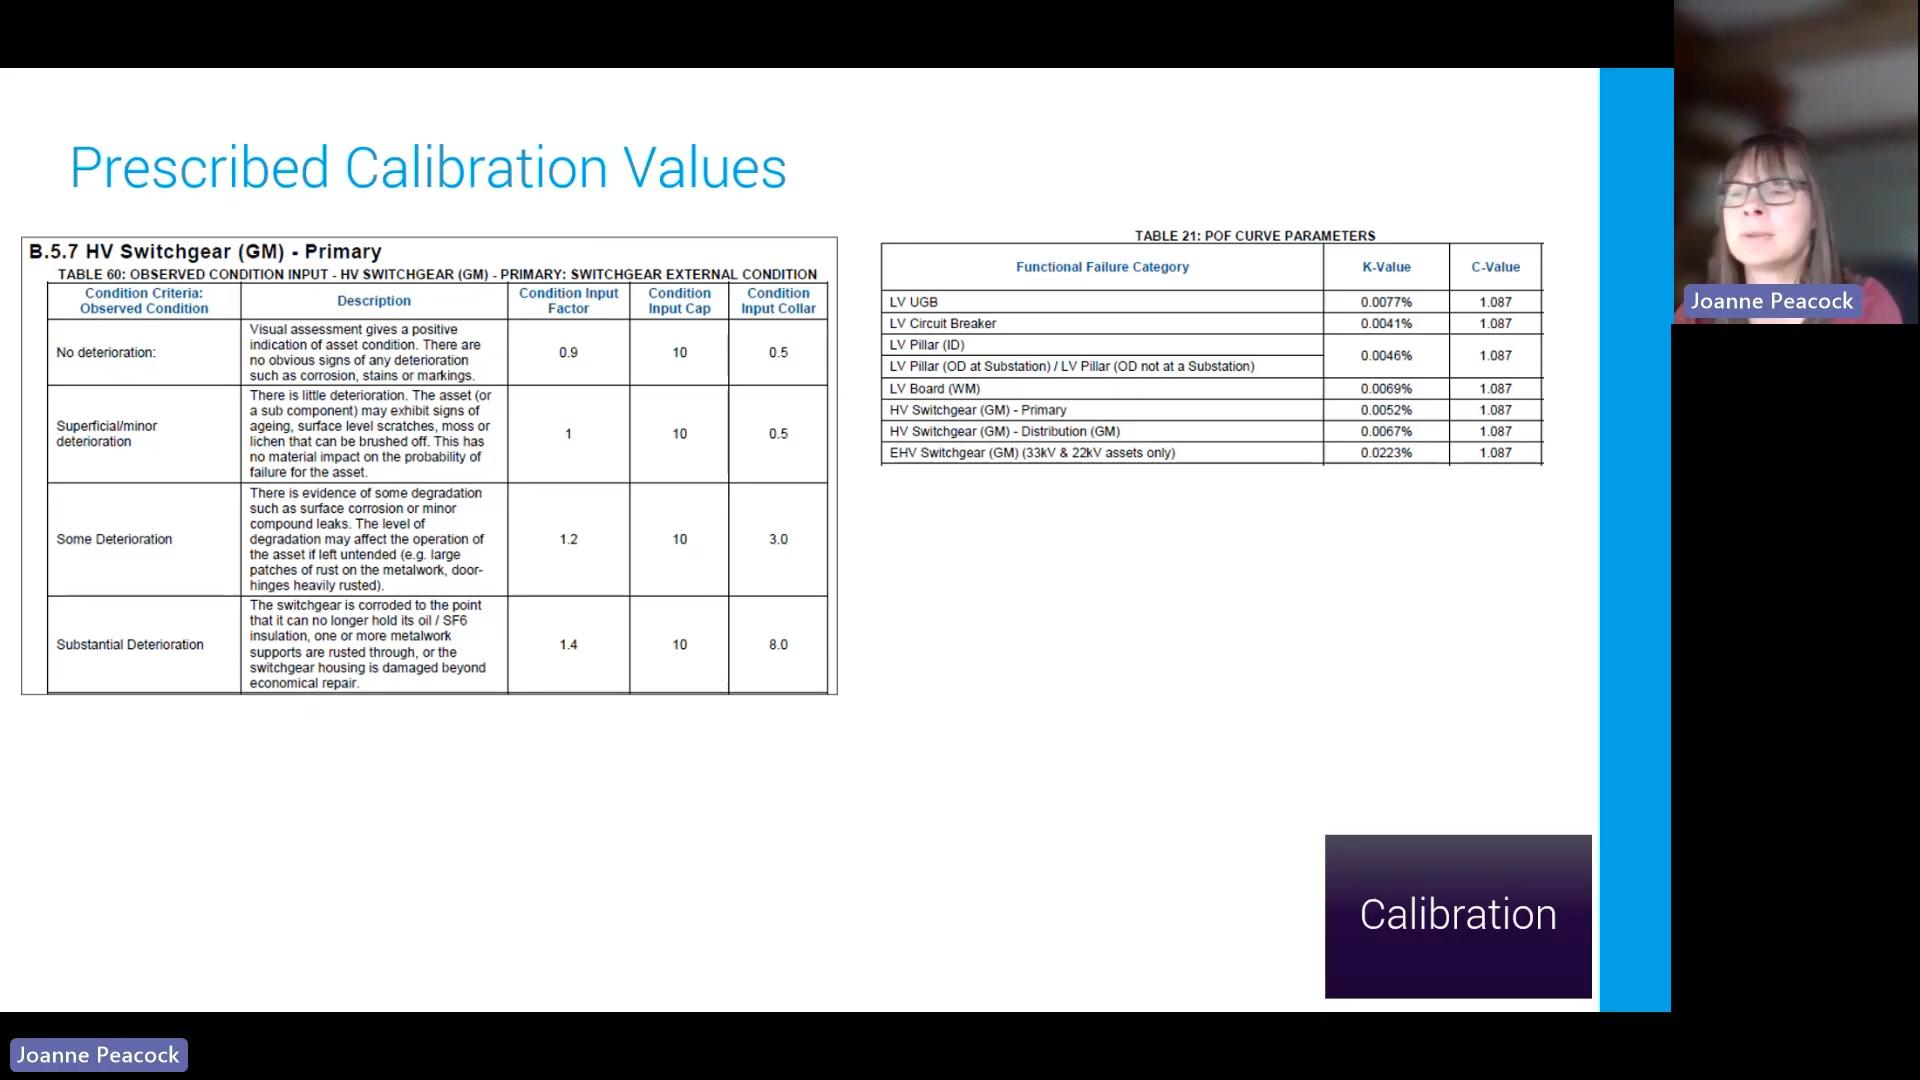 Prescribed Calibration Values
B.5.7 HV Switchgear (GM) - Primary
TABLE 60: OBSERVED CONDITION INPUT - HV SWITCHGEAR (GM) - PRIMARY: SWITCHGEAR EXTERNAL CONDITION
Condition Criteria:
Observed Condition
Description
Condition Input
Factor
Condition
Input Cap
Condition
Input Collar
No deterioration:
Visual assessment gives a positive
indication of asset condition. There are
no obvious signs of any deterioration
such as corrosion, stains or markings.
0.9
10
0.5
Superficial/minor
deterioration
There is little deterioration. The asset (or
a sub component) may exhibit signs of
ageing, surface level scratches, moss or
lichen that can be brushed off. This has
no material impact on the probability of
failure for the asset.
1
10
0.5
Some Deterioration
There is evidence of some degradation
such as surface corrosion or minor
compound leaks. The level of
degradation may affect the operation of
the asset if left untended (e.g. large
patches of rust on the metalwork, door-
hinges heavily rusted).
1.2
10
3.0
Substantial Deterioration
The switchgear is corroded to the point
that it can no longer hold its oil / SF6
insulation, one or more metalwork
supports are rusted through, or the
switchgear housing is damaged beyond
economical repair.
1.4
10
8.0
TABLE 21: POF CURVE PARAMETERS
Functional Failure Category
K-Value
C-Value
LV UGB
0.0077%
1.087
LV Circuit Breaker
0.0041%
1.087
LV Pillar (ID)
LV Pillar (OD at Substation) / LV Pillar (OD not at a Substation)
0.0046%
1.087
LV Board (WM)
0.0069%
1.087
HV Switchgear (GM) - Primary
0.0052%
1.087
HV Switchgear (GM) - Distribution (GM)
0.0067%
1.087
EHV Switchgear (GM) (33kV & 22kV assets only)
0.0223%
1.087
Calibration
Joanne Peacock
Joanne Peacock